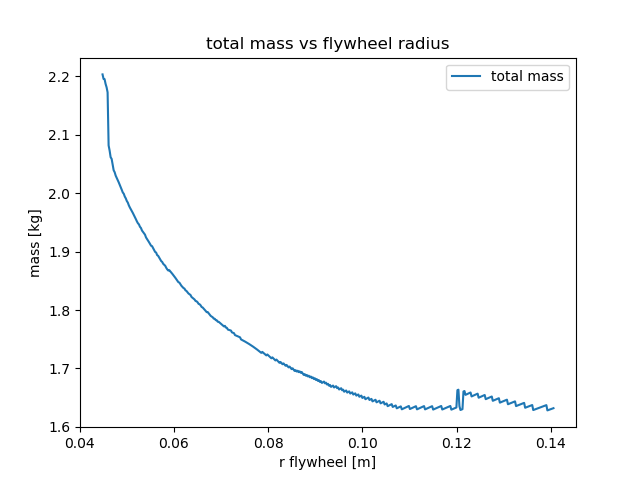 total mass vs flywheel radius
total mass
2.2
2.1
2.0
1.9
1.8
1.7
1.6
mass [kg]
0.04 0.06 0.08 0.10 0.12 0.14
r flywheel [m]